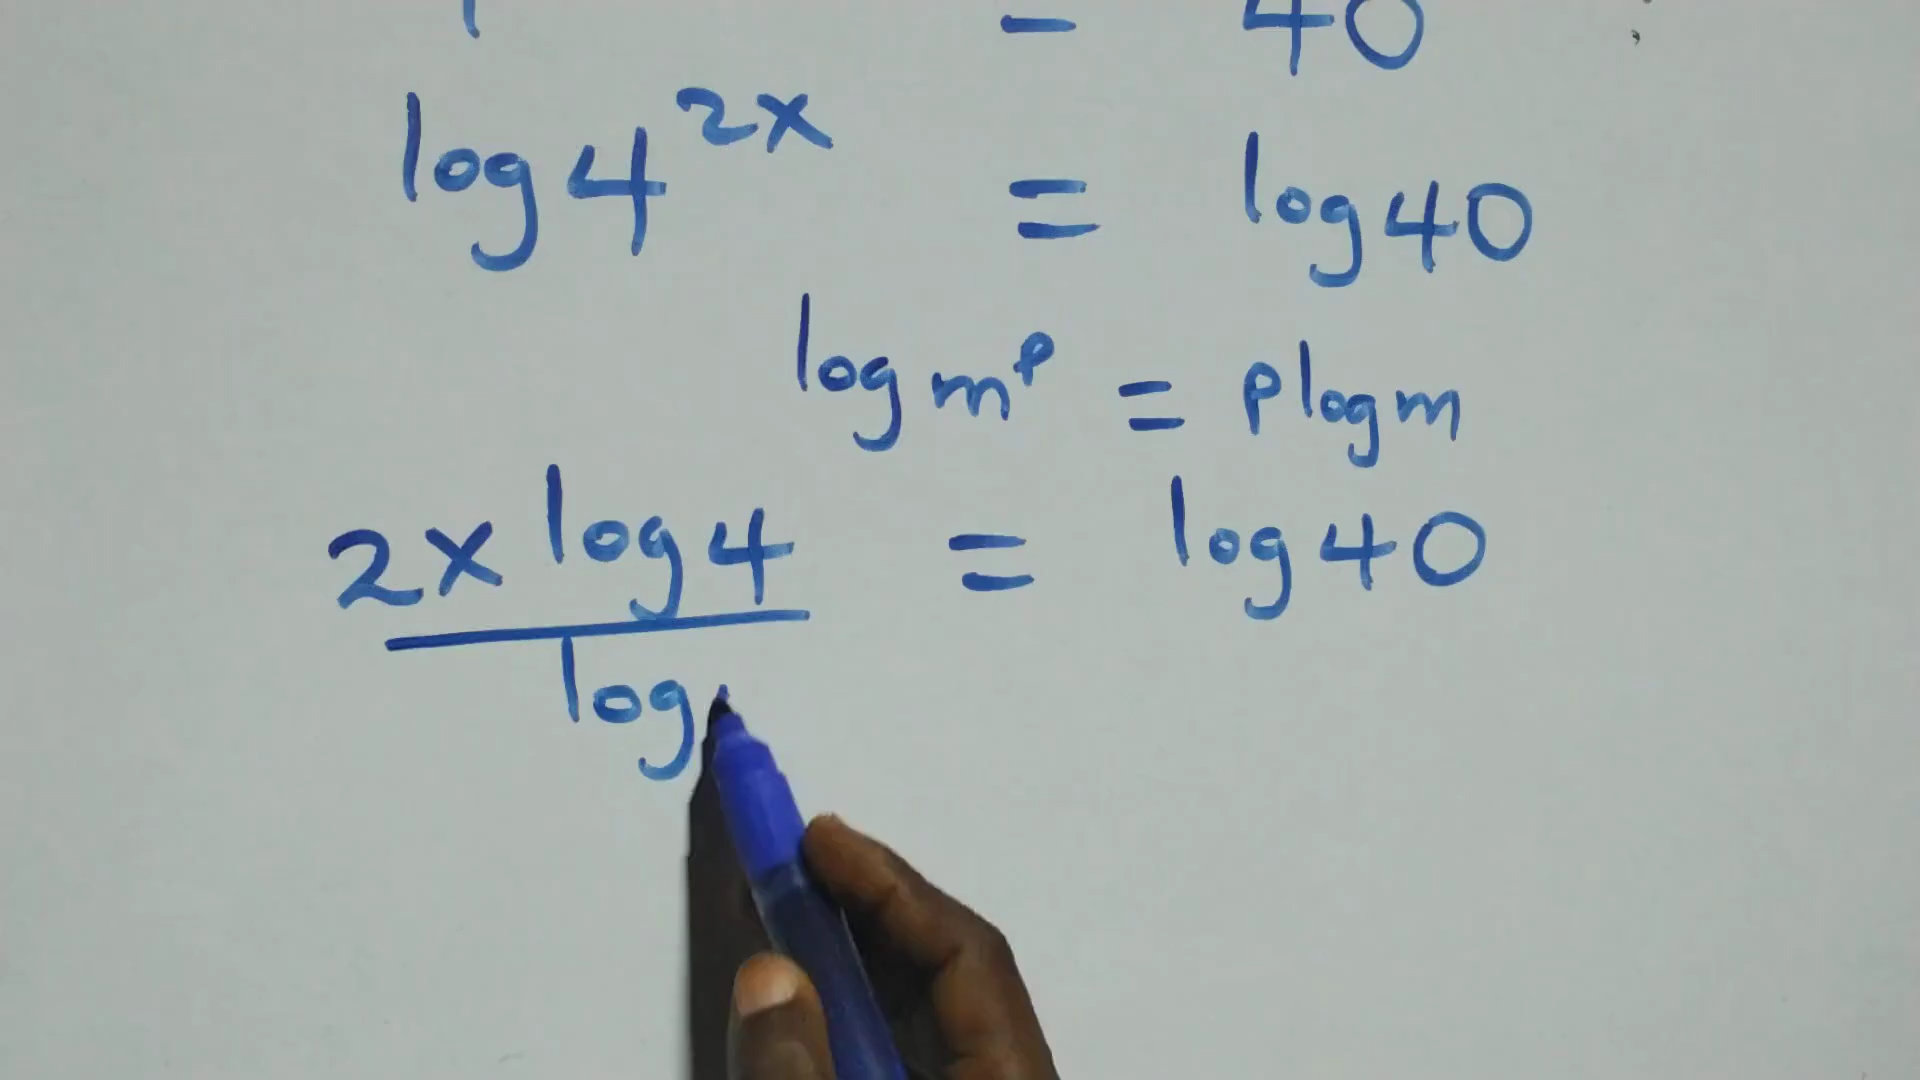 = 40
log 4^2x = log 40
log m^p = p log m
2x log 4 = log 40
log